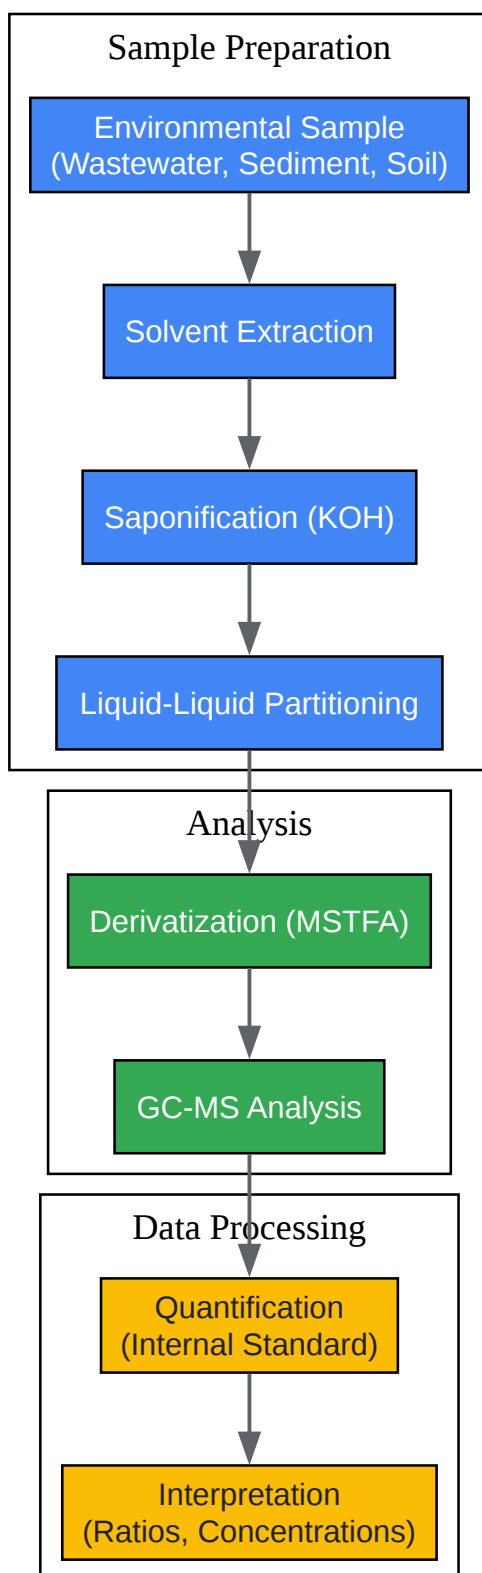 Sample Preparation
Environmental Sample
(Wastewater, Sediment, Soil)
Solvent Extraction
Saponification (KOH)
Liquid-Liquid Partitioning
Analysis
Derivatization (MSTFA)
GC-MS Analysis
Data Processing
Quantification
(Internal Standard)
Interpretation
(Ratios, Concentrations)